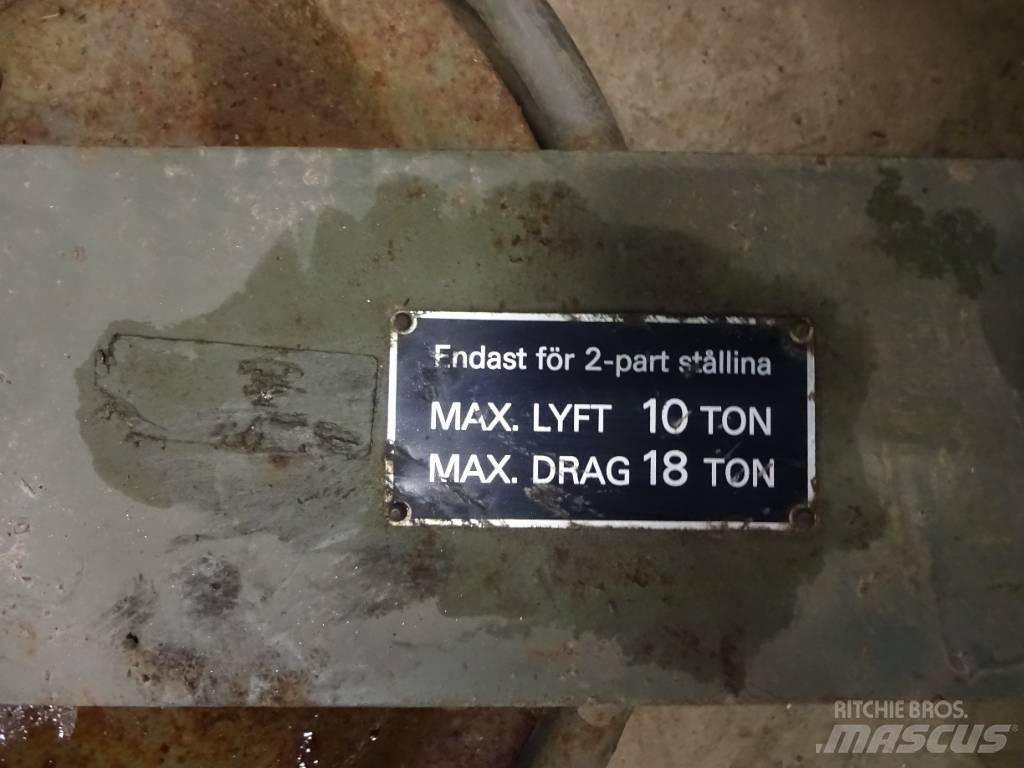 Endast för 2-part stållina
MAX. LYFT 10 TON
MAX. DRAG 18 TON
RITCHIE BROS.
MASCUS